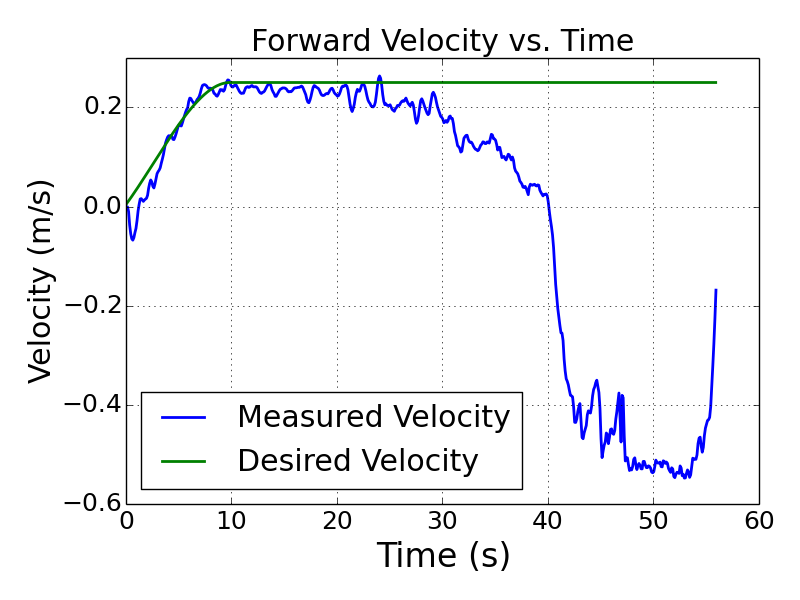 Forward Velocity vs. Time
Velocity (m/s)
0.2
0.0
−0.2
−0.4
−0.6
Measured Velocity
Desired Velocity
0 10 20 30 40 50 60
Time (s)